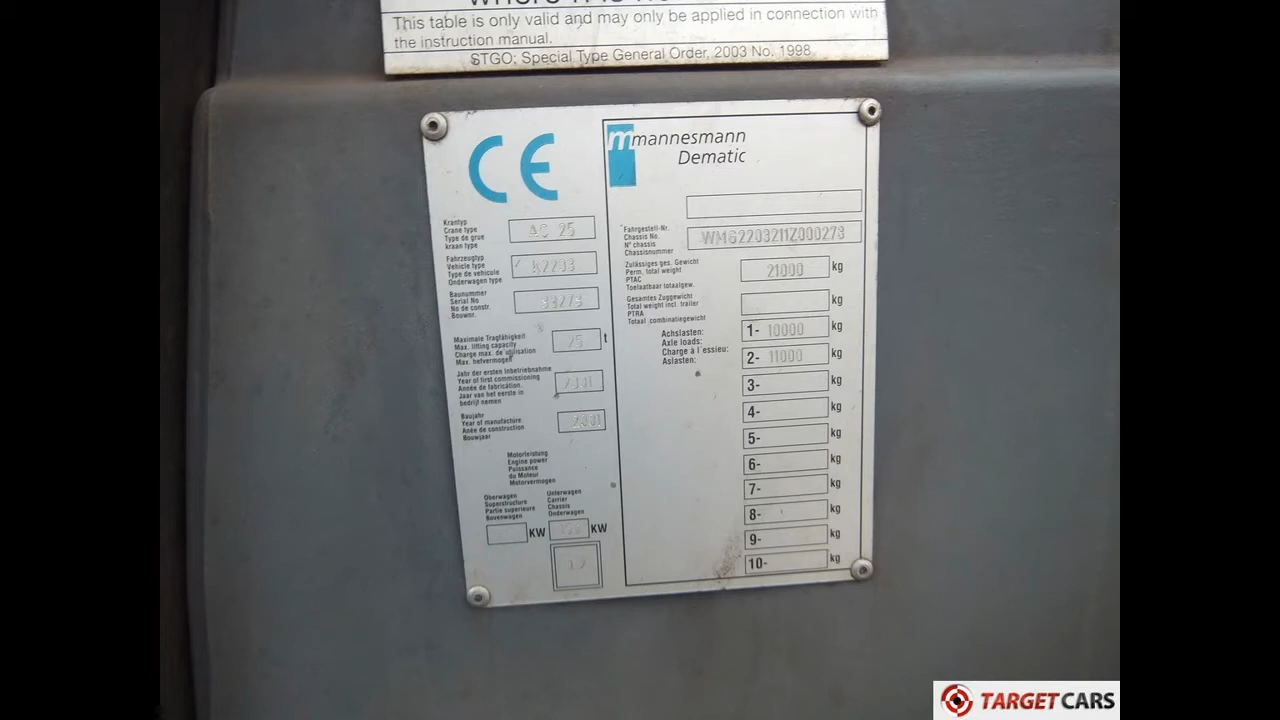 This table is only valid and may only be applied in connection with
the instruction manual.
STGO: Special Type General Order, 2003 No. 1998
CE
mannesmann
Dematic
Krantyp
Crane type
Type de grue
kraan type
AC 25
Fahrzeugtyp
Vehicle type
Type de véhicule
Onderwagen type
Baunummer
Serial No
No de constr.
Bouwnr.
Maximale Tragfähigkeit
Max. lifting capacity
Charge max. de utilisation
Max. hefvermogen
25 t
Jahr der ersten Inbetriebnahme
Year of first commissioning
Année de fabrication.
Jaar van het eerste in
bedrijf nemen
2001
Baujahr
Year of manufacture
Anée de construction
Bouwjaar
2001
Motorleistung
Engine power
Puissance
du Moteur
Motorvermogen
Oberwagen
Superstructure
Partie superieure
Bovenwagen
KW
Unterwagen
Carrier
Chassis
Onderwagen
KW
Fahrgestell-Nr.
Chassis No.
N° chassis
Chassisnummer
WMG2203211Z000273
Zulässiges ges. Gewicht
Perm. total weight
PTAC
Toelaatbaar totaalgew.
21000 kg
Gesamtes Zuggewicht
Total weight incl. trailer
PTRA
Totaal combinatiegewicht
kg
Achslasten:
Axle loads:
Charge à l'essieu:
Aslasten:
1- 10000 kg
2- 11000 kg
3- kg
4- kg
5- kg
6- kg
7- kg
8- kg
9- kg
10- kg
TARGETCARS